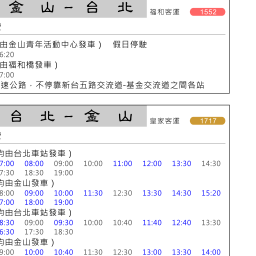 金 山 — 台 北
福和客運 1552
由金山青年活動中心發車) 假日停駛
6:20
由福和橋發車)
7:00
速公路，不停靠新台五路交流道-基金交流道之間各站
台 北 — 金 山
皇家客運 1717
均由台北車站發車)
7:00 08:00 09:00 10:00 11:00 12:00 13:30 14:30
7:30 18:30 19:00
均由金山發車)
8:00 09:00 10:00 11:30 12:30 13:30 14:30 15:20
7:00 18:00 19:00
均由台北車站發車)
8:30 09:00 09:30 10:00 10:40 11:40 12:40 13:30
6:30 17:30 18:30
均由金山發車)
9:00 10:00 10:40 11:30 12:30 13:00 13:30 14:00